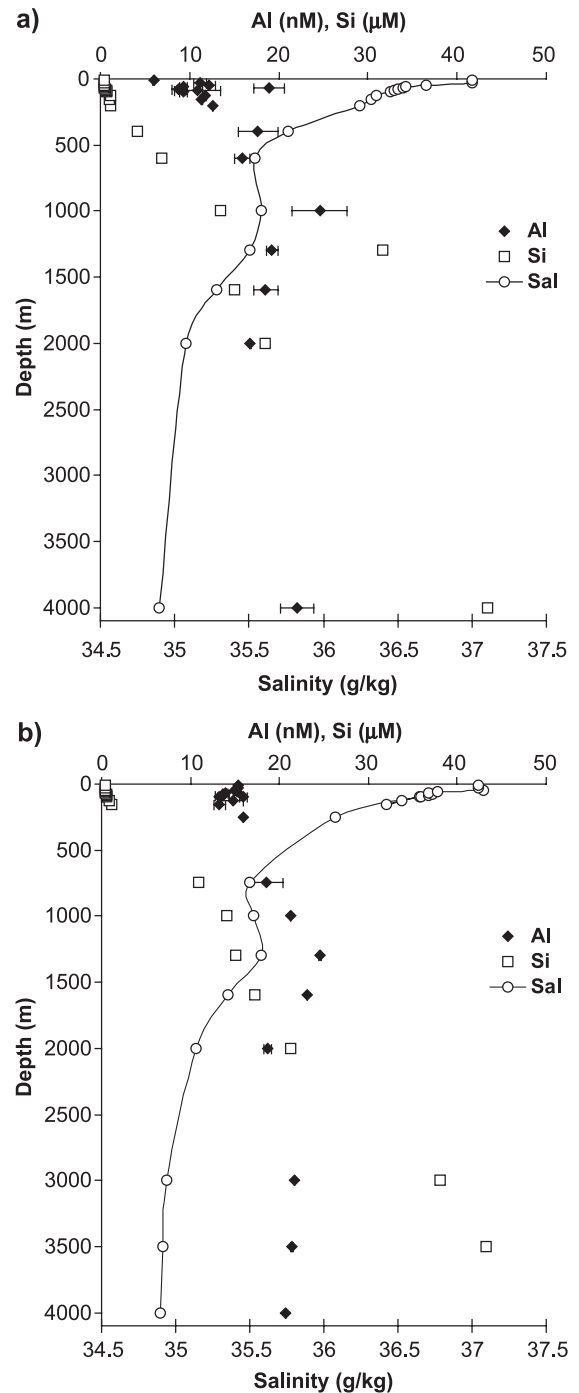 a)
Al (nM), Si (µM)
0 10 20 30 40 50
0
500
1000
1500
2000
2500
3000
3500
4000
Depth (m)
Al
Si
Sal
34.5 35 35.5 36 36.5 37 37.5
Salinity (g/kg)
b)
Al (nM), Si (µM)
0 10 20 30 40 50
0
500
1000
1500
2000
3000
3500
4000
Depth (m)
Al
Si
Sal
34.5 35 35.5 36 36.5 37 37.5
Salinity (g/kg)